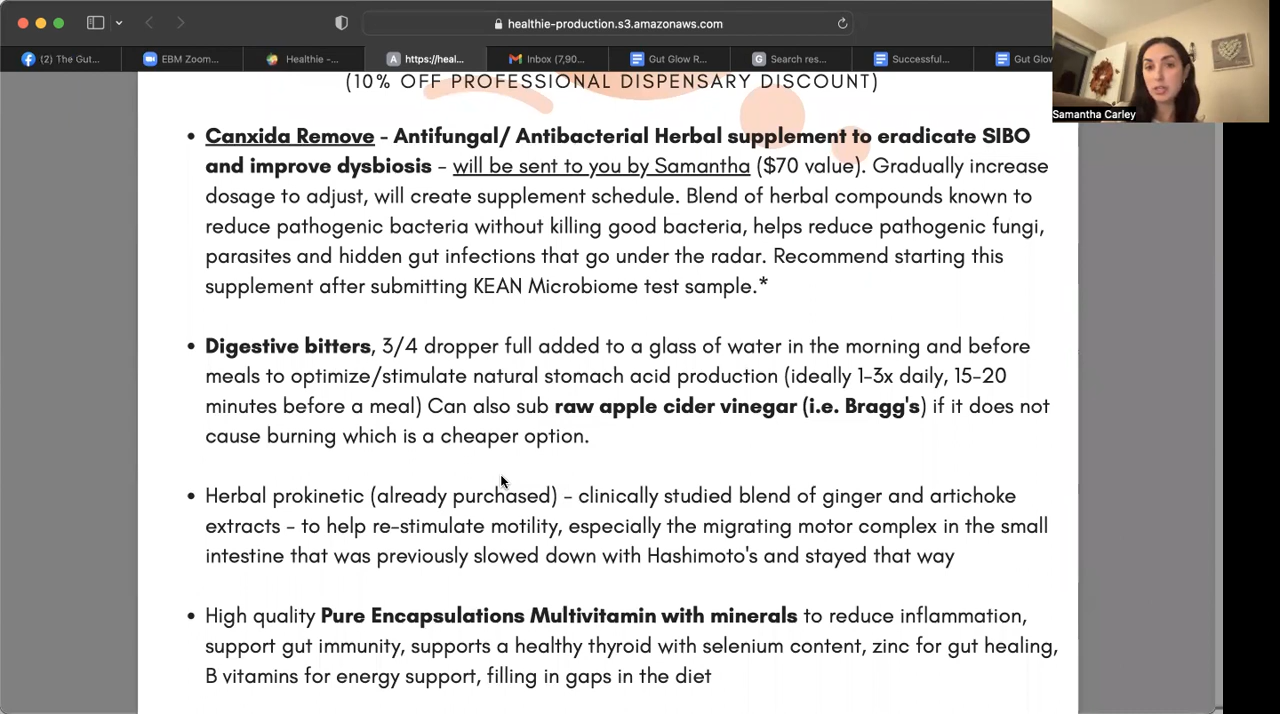 healthie-production.s3.amazonaws.com
(2) The Gut...
EBM Zoom...
Healthie -...
https://heal...
Inbox (7,90...
Gut Glow R...
Search res...
Successful...
Gut Glow
Samantha Carley
(10% OFF PROFESSIONAL DISPENSARY DISCOUNT)
• Canxida Remove - Antifungal/ Antibacterial Herbal supplement to eradicate SIBO
and improve dysbiosis - will be sent to you by Samantha ($70 value). Gradually increase
dosage to adjust, will create supplement schedule. Blend of herbal compounds known to
reduce pathogenic bacteria without killing good bacteria, helps reduce pathogenic fungi,
parasites and hidden gut infections that go under the radar. Recommend starting this
supplement after submitting KEAN Microbiome test sample.*
• Digestive bitters, 3/4 dropper full added to a glass of water in the morning and before
meals to optimize/stimulate natural stomach acid production (ideally 1-3x daily, 15-20
minutes before a meal) Can also sub raw apple cider vinegar (i.e. Bragg's) if it does not
cause burning which is a cheaper option.
• Herbal prokinetic (already purchased) - clinically studied blend of ginger and artichoke
extracts - to help re-stimulate motility, especially the migrating motor complex in the small
intestine that was previously slowed down with Hashimoto's and stayed that way
• High quality Pure Encapsulations Multivitamin with minerals to reduce inflammation,
support gut immunity, supports a healthy thyroid with selenium content, zinc for gut healing,
B vitamins for energy support, filling in gaps in the diet